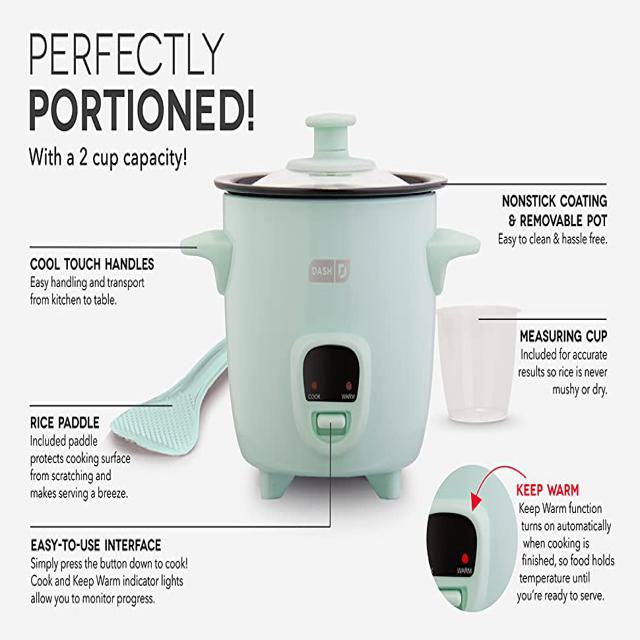 PERFECTLY
PORTIONED!
With a 2 cup capacity!
NONSTICK COATING
& REMOVABLE POT
Easy to clean & hassle free.
COOL TOUCH HANDLES
Easy handling and transport
from kitchen to table.
DASH D
MEASURING CUP
Included for accurate
results so rice is never
mushy or dry.
COOK WARM
RICE PADDLE
Included paddle
protects cooking surface
from scratching and
makes serving a breeze.
EASY-TO-USE INTERFACE
Simply press the button down to cook!
Cook and Keep Warm indicator lights
allow you to monitor progress.
KEEP WARM
Keep Warm function
turns on automatically
when cooking is
finished, so food holds
temperature until
you're ready to serve.
WARM